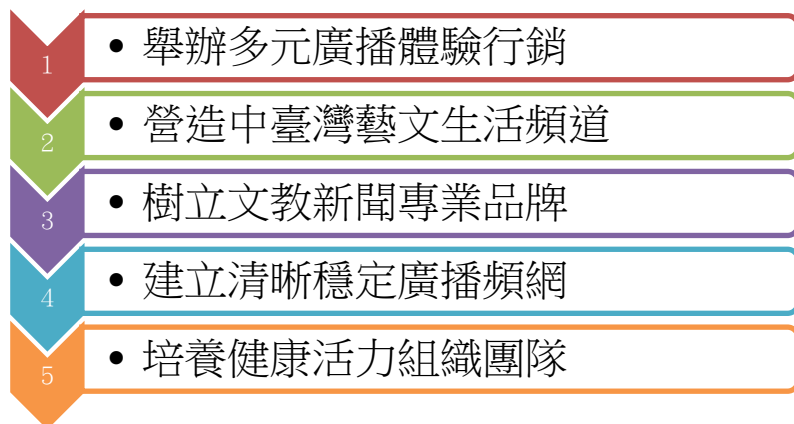 1
• 舉辦多元廣播體驗行銷
2
• 營造中臺灣藝文生活頻道
3
• 樹立文教新聞專業品牌
4
• 建立清晰穩定廣播頻網
5
• 培養健康活力組織團隊